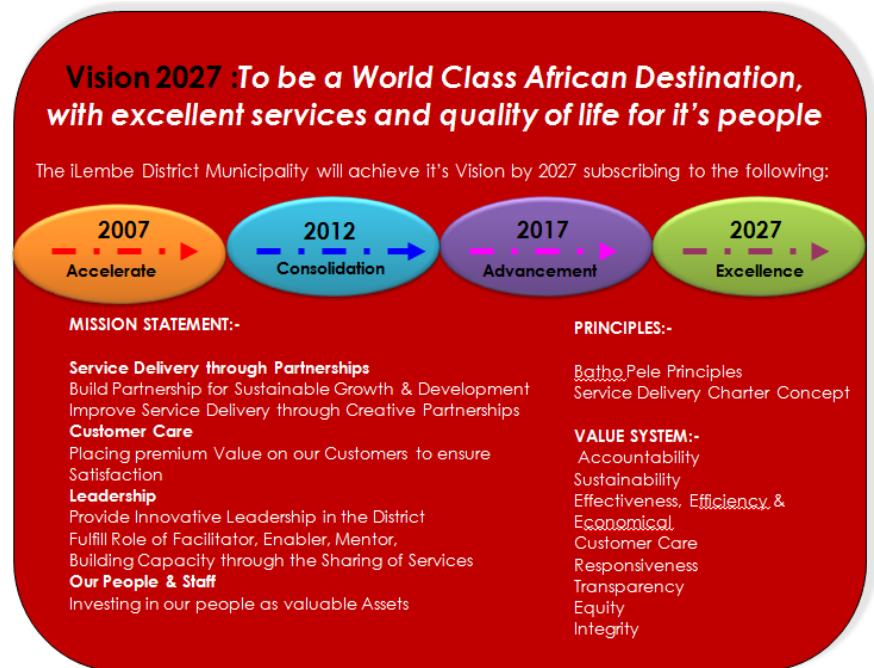 Vision 2027 :To be a World Class African Destination,
with excellent services and quality of life for it's people
The iLembe District Municipality will achieve it's Vision by 2027 subscribing to the following:
2007
Accelerate
2012
Consolidation
2017
Advancement
2027
Excellence
MISSION STATEMENT:-
Service Delivery through Partnerships
Build Partnership for Sustainable Growth & Development
Improve Service Delivery through Creative Partnerships
Customer Care
Placing premium Value on our Customers to ensure
Satisfaction
Leadership
Provide Innovative Leadership in the District
Fulfill Role of Facilitator, Enabler, Mentor,
Building Capacity through the Sharing of Services
Our People & Staff
Investing in our people as valuable Assets
PRINCIPLES:-
Batho Pele Principles
Service Delivery Charter Concept
VALUE SYSTEM:-
Accountability
Sustainability
Effectiveness, Efficiency &
Economical
Customer Care
Responsiveness
Transparency
Equity
Integrity